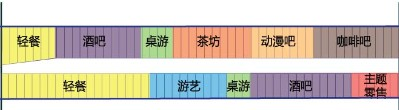 轻餐 酒吧 桌游 茶坊 动漫吧 咖啡吧
轻餐 游艺 桌游 酒吧 主题
零售